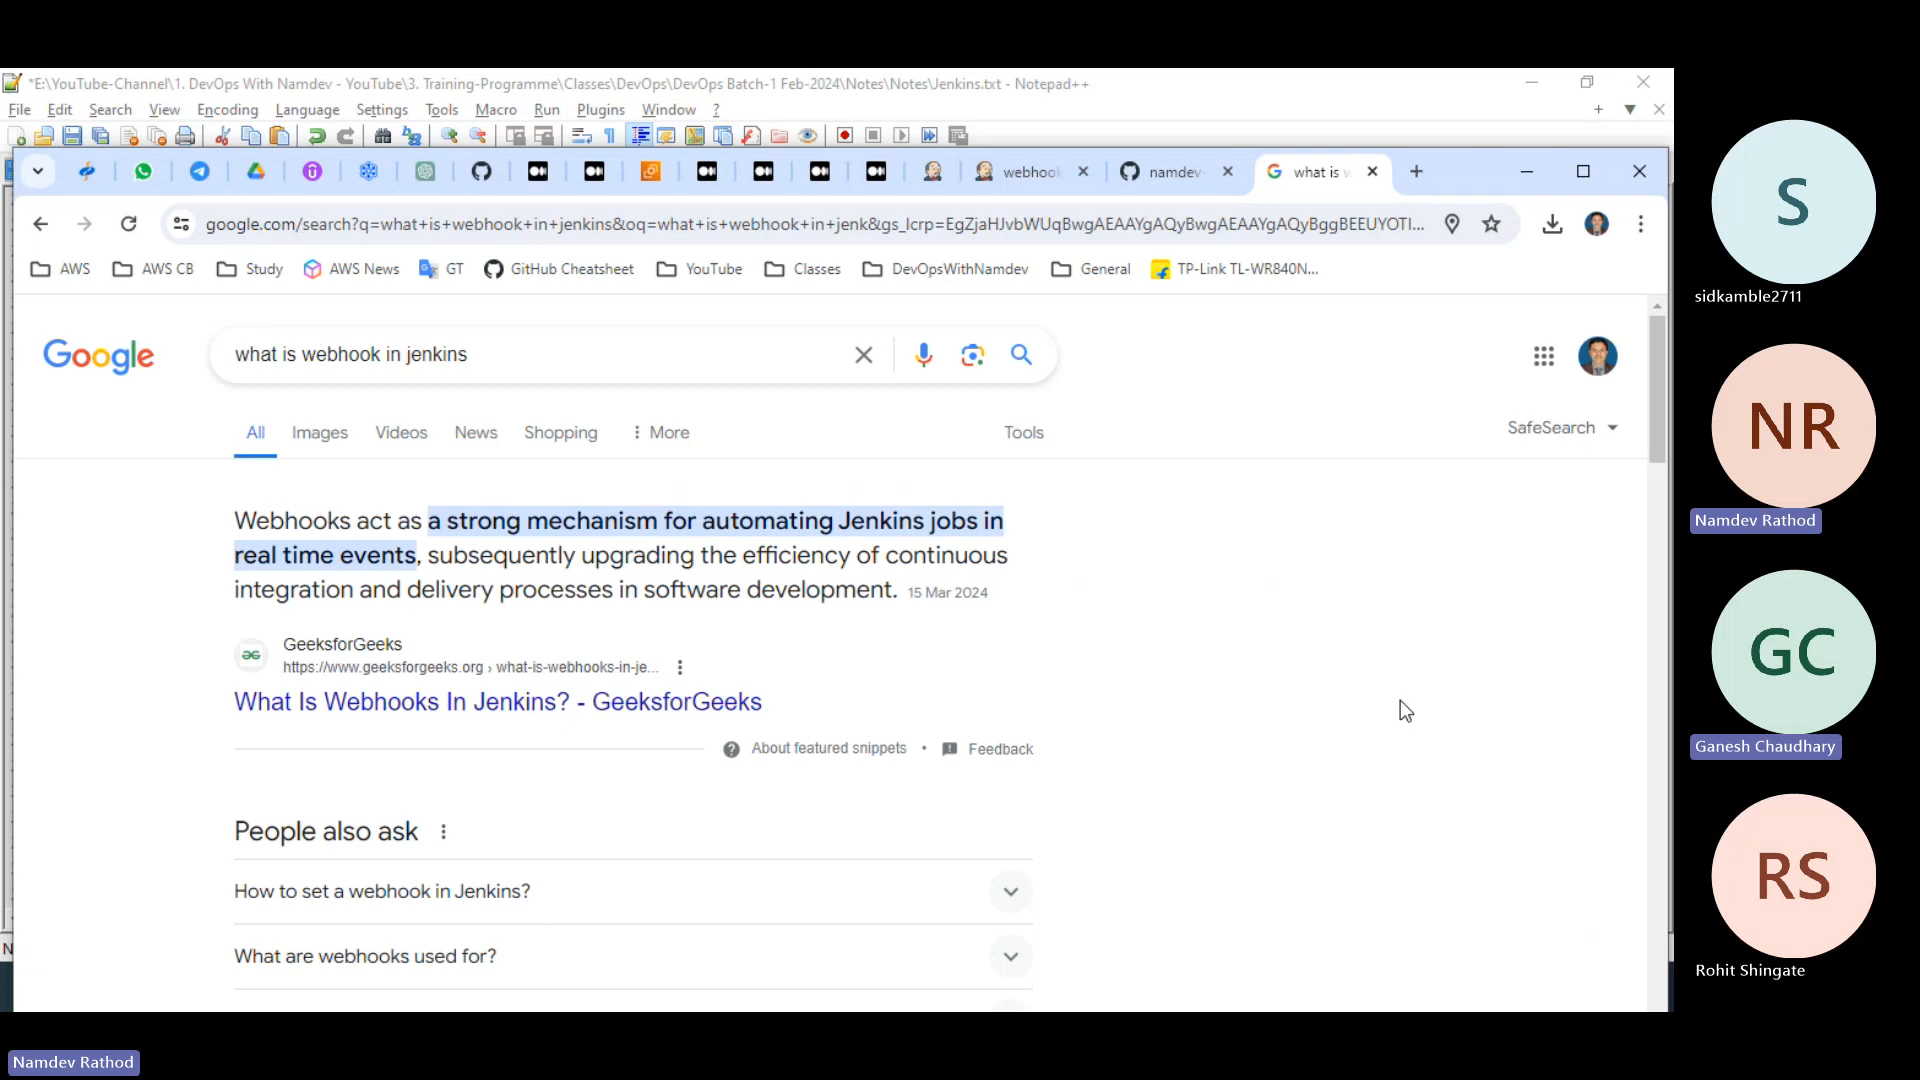 *E:\YouTube-Channel\1. DevOps With Namdev - YouTube\3. Training-Programme\Classes\DevOps\DevOps Batch-1 Feb-2024\Notes\Notes\Jenkins.txt - Notepad++
File Edit Search View Encoding Language Settings Tools Macro Run Plugins Window ?
webhook
namdev-
what is w
google.com/search?q=what+is+webhook+in+jenkins&oq=what+is+webhook+in+jenk&gs_lcrp=EgZjaHJvbWUqBwgAEAAYgAQyBwgAEAAYgAQyBggBEEUYOTI...
AWS AWS CB Study AWS News GT GitHub Cheatsheet YouTube Classes DevOpsWithNamdev General TP-Link TL-WR840N...
Google
what is webhook in jenkins
All Images Videos News Shopping More Tools SafeSearch
Webhooks act as a strong mechanism for automating Jenkins jobs in
real time events, subsequently upgrading the efficiency of continuous
integration and delivery processes in software development. 15 Mar 2024
GeeksforGeeks
https://www.geeksforgeeks.org › what-is-webhooks-in-je...
What Is Webhooks In Jenkins? - GeeksforGeeks
About featured snippets • Feedback
People also ask
How to set a webhook in Jenkins?
What are webhooks used for?
S
sidkamble2711
NR
Namdev Rathod
GC
Ganesh Chaudhary
RS
Rohit Shingate
Namdev Rathod